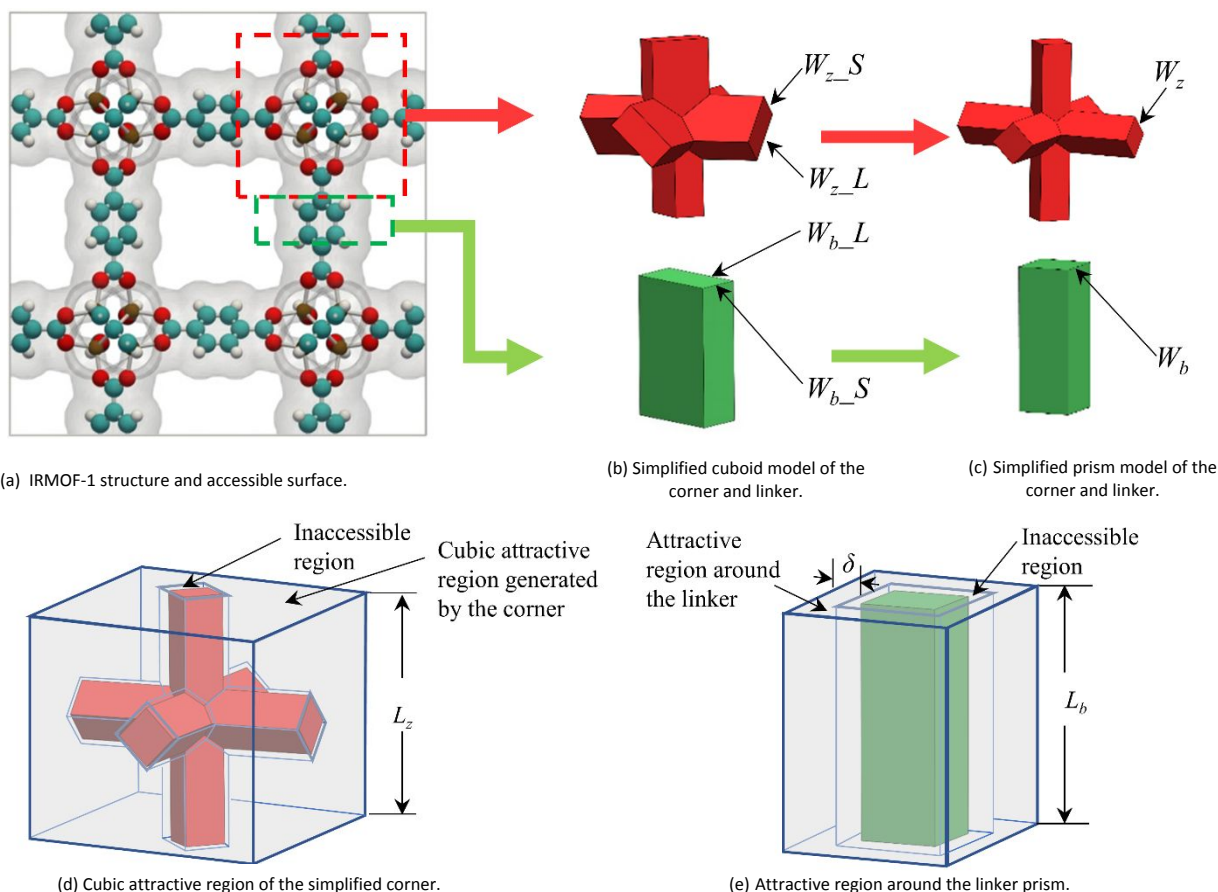 W_z_S
W_z_L
W_z
W_b_L
W_b_S
W_b
(a) IRMOF-1 structure and accessible surface.
(b) Simplified cuboid model of the
corner and linker.
(c) Simplified prism model of the
corner and linker.
Inaccessible
region
Cubic attractive
region generated
by the corner
L_z
(d) Cubic attractive region of the simplified corner.
Attractive
region around
the linker
δ
Inaccessible
region
L_b
(e) Attractive region around the linker prism.